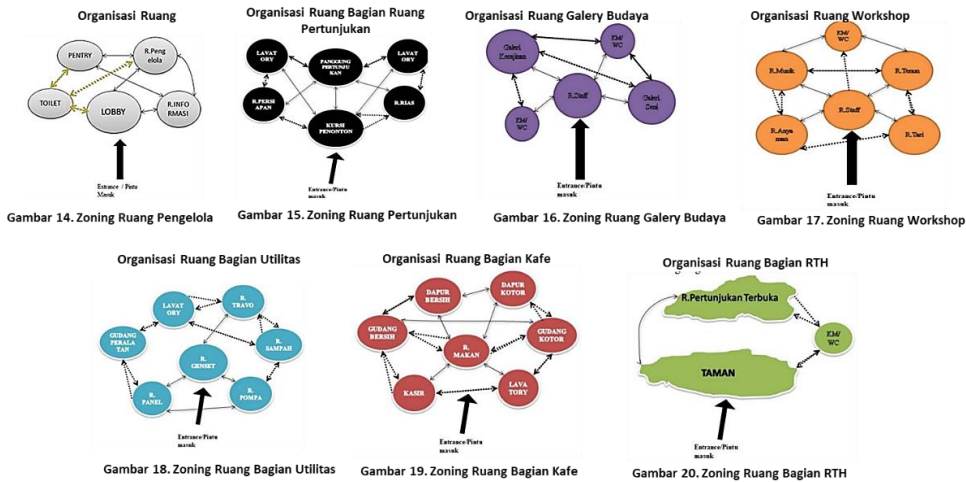 Organisasi Ruang
PENTRY
R.Peng
elola
TOILET
LOBBY
R.INFO
RMASI
Entrance / Pintu
Masuk
Gambar 14. Zoning Ruang Pengelola
Organisasi Ruang Bagian Ruang
Pertunjukan
LAVAT
ORY
PANGGUNG
PERTUNJU
KAN
LAVAT
ORY
R.PERSI
APAN
KURSI
PENONTON
R.RIAS
Entrance/Pintu
masuk
Gambar 15. Zoning Ruang Pertunjukan
Organisasi Ruang Galery Budaya
Galeri
Kerajinan
KM/
WC
R.Staff
Galeri
Seni
KM/
WC
Entrance/Pintu
masuk
Gambar 16. Zoning Ruang Galery Budaya
Organisasi Ruang Workshop
KM/
WC
R.Musik
R.Tenun
R.Staff
R.Anya
man
R.Tari
Entrance/Pintu
masuk
Gambar 17. Zoning Ruang Workshop
Organisasi Ruang Bagian Utilitas
LAVAT
ORY
R.
TRAVO
GUDANG
PERALA
TAN
R.
SAMPAH
R.
GENSET
R.
PANEL
R.
POMPA
Entrance/Pintu
masuk
Gambar 18. Zoning Ruang Bagian Utilitas
Organisasi Ruang Bagian Kafe
DAPUR
BERSIH
DAPUR
KOTOR
GUDANG
BERSIH
GUDANG
KOTOR
R.
MAKAN
KASIR
LAVA
TORY
Entrance/Pintu
masuk
Gambar 19. Zoning Ruang Bagian Kafe
Organisasi Ruang Bagian RTH
R.Pertunjukan Terbuka
KM/
WC
TAMAN
Entrance/Pintu
masuk
Gambar 20. Zoning Ruang Bagian RTH